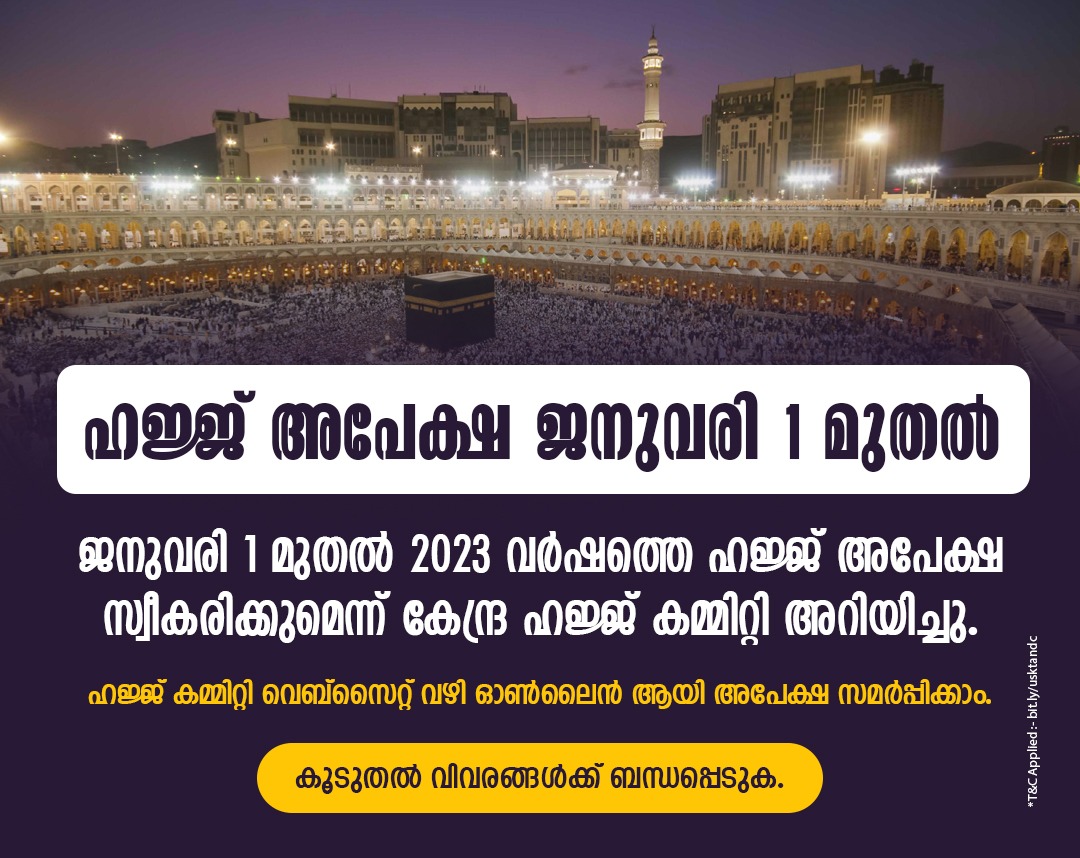 ഹജ്ജ് അപേക്ഷ ജനുവരി 1 മുതൽ
ജനുവരി 1 മുതൽ 2023 വർഷത്തെ ഹജ്ജ് അപേക്ഷ
സ്വീകരിക്കുമെന്ന് കേന്ദ്ര ഹജ്ജ് കമ്മിറ്റി അറിയിച്ചു.
ഹജ്ജ് കമ്മിറ്റി വെബ്സൈറ്റ് വഴി ഓൺലൈൻ ആയി അപേക്ഷ സമർപ്പിക്കാം.
കൂടുതൽ വിവരങ്ങൾക്ക് ബന്ധപ്പെടുക.
*T&C Applied :- bit.ly/usktandc